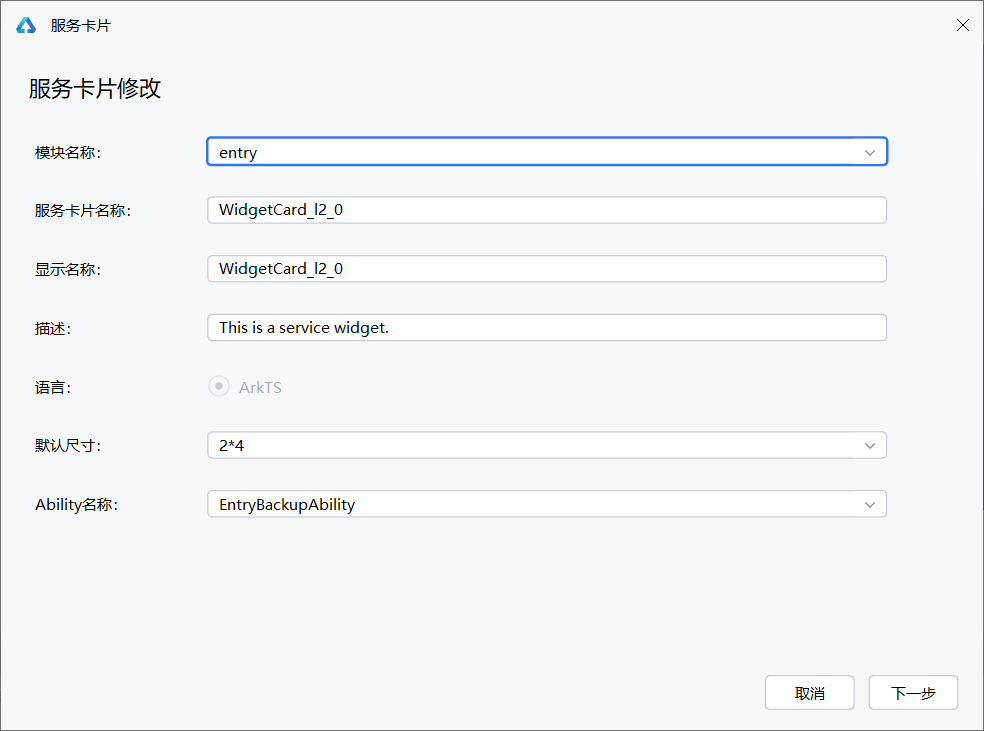 服务卡片
服务卡片修改
模块名称: entry
服务卡片名称: WidgetCard_l2_0
显示名称: WidgetCard_l2_0
描述: This is a service widget.
语言: ArkTS
默认尺寸: 2*4
Ability名称: EntryBackupAbility
取消 下一步